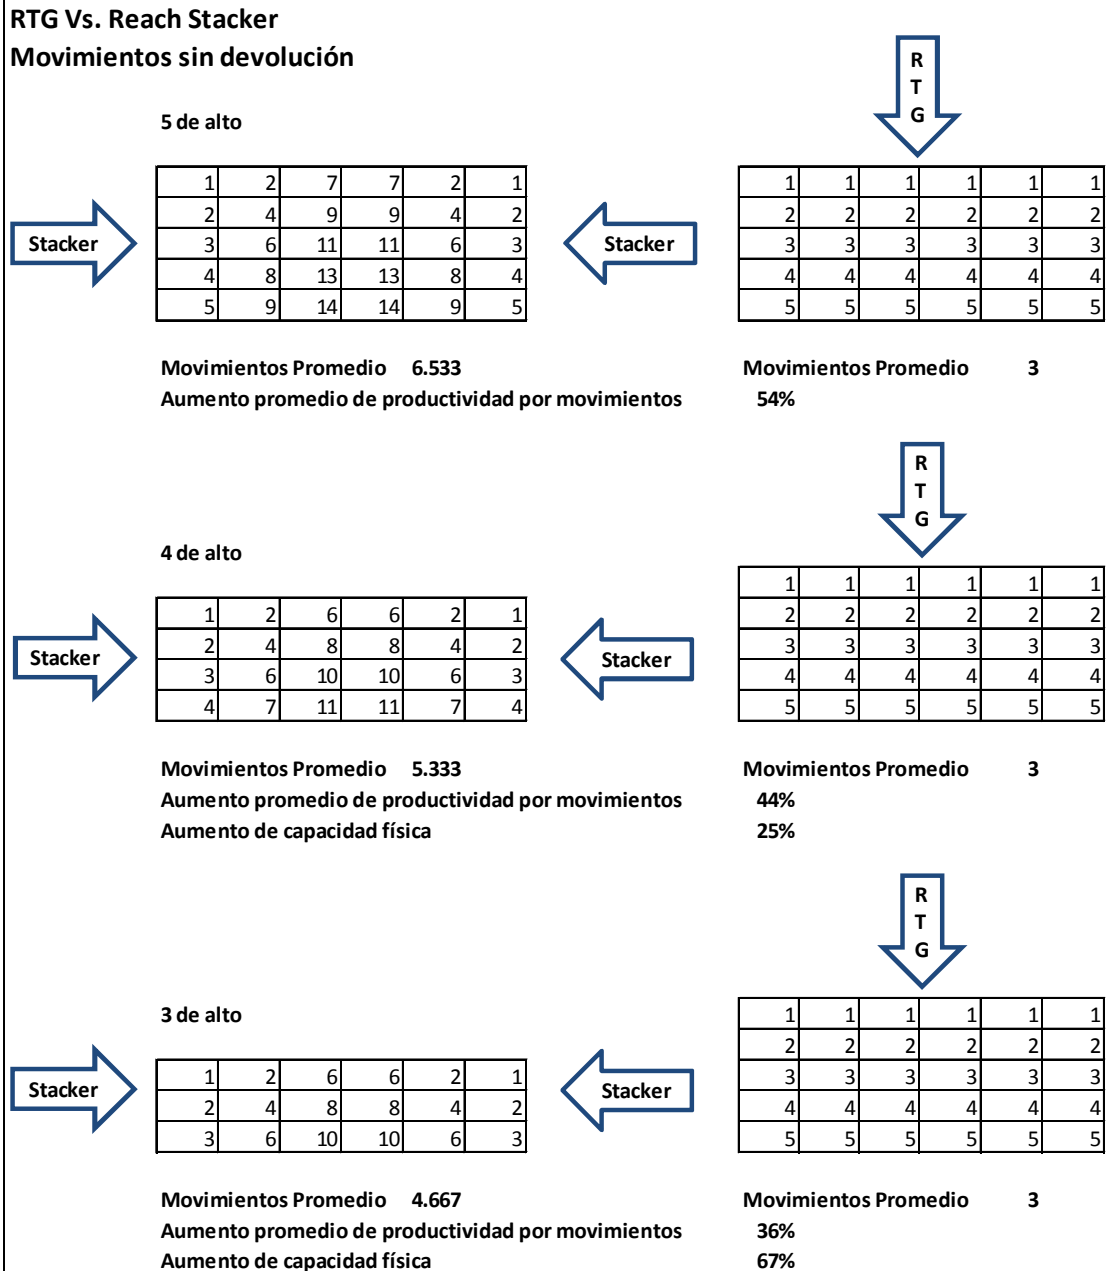 RTG Vs. Reach Stacker
Movimientos sin devolución
R
T
G
5 de alto
Stacker
1 2 7 7 2 1
2 4 9 9 4 2
3 6 11 11 6 3
4 8 13 13 8 4
5 9 14 14 9 5
Stacker
1 1 1 1 1 1
2 2 2 2 2 2
3 3 3 3 3 3
4 4 4 4 4 4
5 5 5 5 5 5
Movimientos Promedio 6.533 Movimientos Promedio 3
Aumento promedio de productividad por movimientos 54%
R
T
G
4 de alto
Stacker
1 2 6 6 2 1
2 4 8 8 4 2
3 6 10 10 6 3
4 7 11 11 7 4
Stacker
1 1 1 1 1 1
2 2 2 2 2 2
3 3 3 3 3 3
4 4 4 4 4 4
5 5 5 5 5 5
Movimientos Promedio 5.333 Movimientos Promedio 3
Aumento promedio de productividad por movimientos 44%
Aumento de capacidad física 25%
R
T
G
3 de alto
Stacker
1 2 6 6 2 1
2 4 8 8 4 2
3 6 10 10 6 3
Stacker
1 1 1 1 1 1
2 2 2 2 2 2
3 3 3 3 3 3
4 4 4 4 4 4
5 5 5 5 5 5
Movimientos Promedio 4.667 Movimientos Promedio 3
Aumento promedio de productividad por movimientos 36%
Aumento de capacidad física 67%